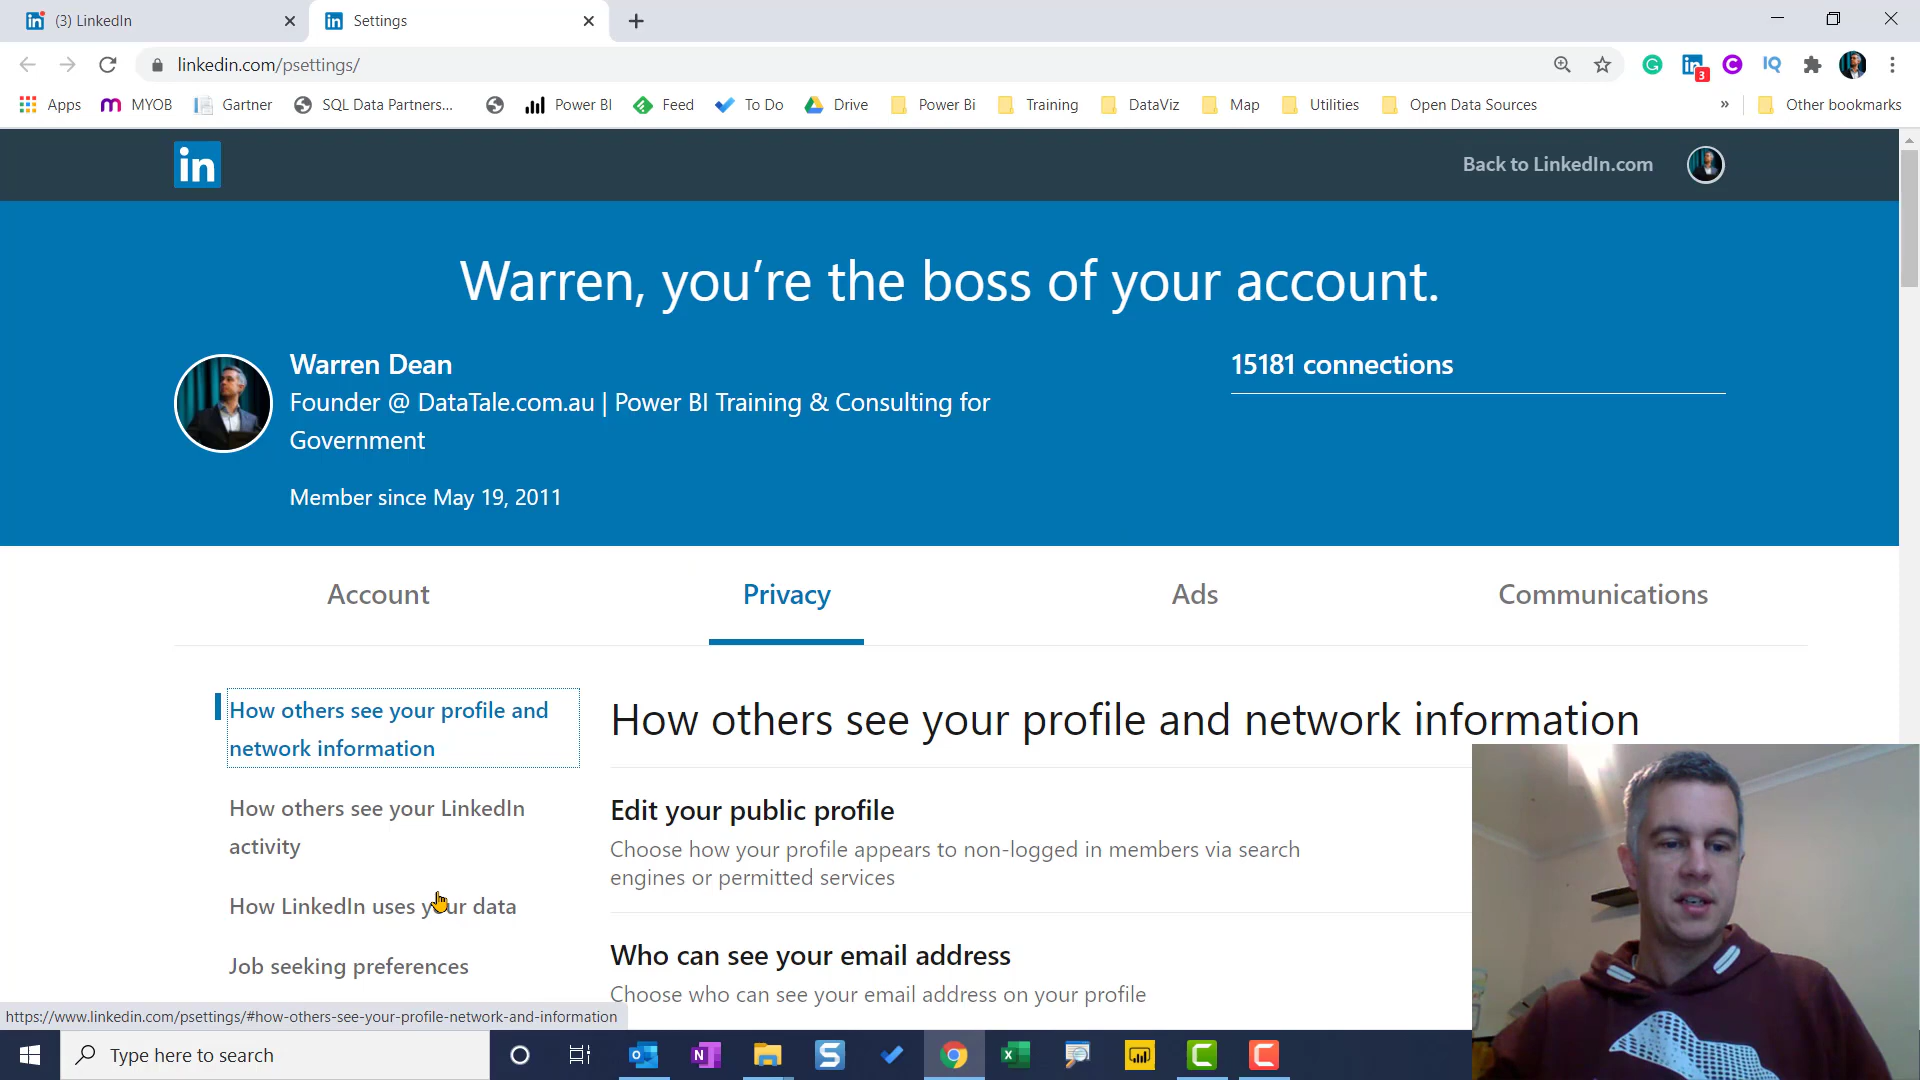 (3) LinkedIn
Settings
linkedin.com/psettings/
3
Apps
MYOB
Gartner
SQL Data Partners...
Power BI
Feed
To Do
Drive
Power Bi
Training
DataViz
Map
Utilities
Open Data Sources
»
Other bookmarks
in
Back to LinkedIn.com
Warren, you’re the boss of your account.
Warren Dean
15181 connections
Founder @ DataTale.com.au | Power BI Training & Consulting for
Government
Member since May 19, 2011
Account
Privacy
Ads
Communications
How others see your profile and
network information
How others see your LinkedIn
activity
How LinkedIn uses your data
Job seeking preferences
How others see your profile and network information
Edit your public profile
Choose how your profile appears to non-logged in members via search
engines or permitted services
Who can see your email address
Choose who can see your email address on your profile
https://www.linkedin.com/psettings/#how-others-see-your-profile-network-and-information
Type here to search